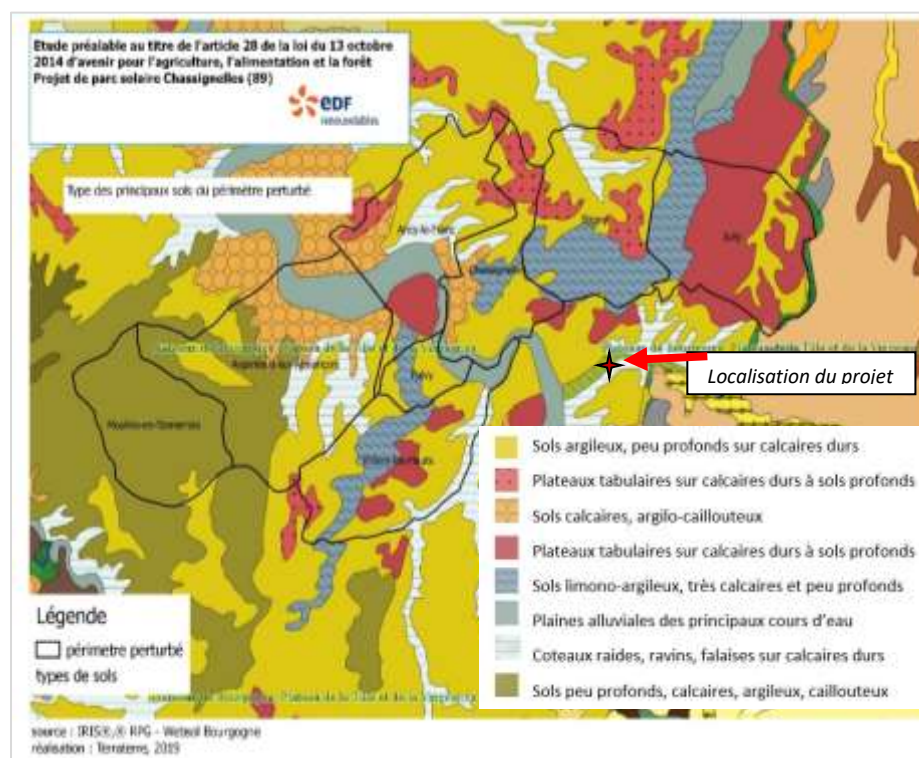 Etude préalable au titre de l'article 28 de la loi du 13 octobre
2014 d'avenir pour l'agriculture, l'alimentation et la forêt
Projet de parc solaire Chassignelles (89)
eDF
renouvelables
Type des principaux sols du périmètre perturbé
Ancy-le-Franc
Jully
Localisation du projet
Sols argileux, peu profonds sur calcaires durs
Plateaux tabulaires sur calcaires durs à sols profonds
Sols calcaires, argilo-caillouteux
Plateaux tabulaires sur calcaires durs à sols profonds
Sols limono-argileux, très calcaires et peu profonds
Plaines alluviales des principaux cours d'eau
Coteaux raides, ravins, falaises sur calcaires durs
Sols peu profonds, calcaires, argileux, caillouteux
Légende
périmètre perturbé
types de sols
source : IRIS®,® RPG - Websol Bourgogne
réalisation : Terraterre, 2019